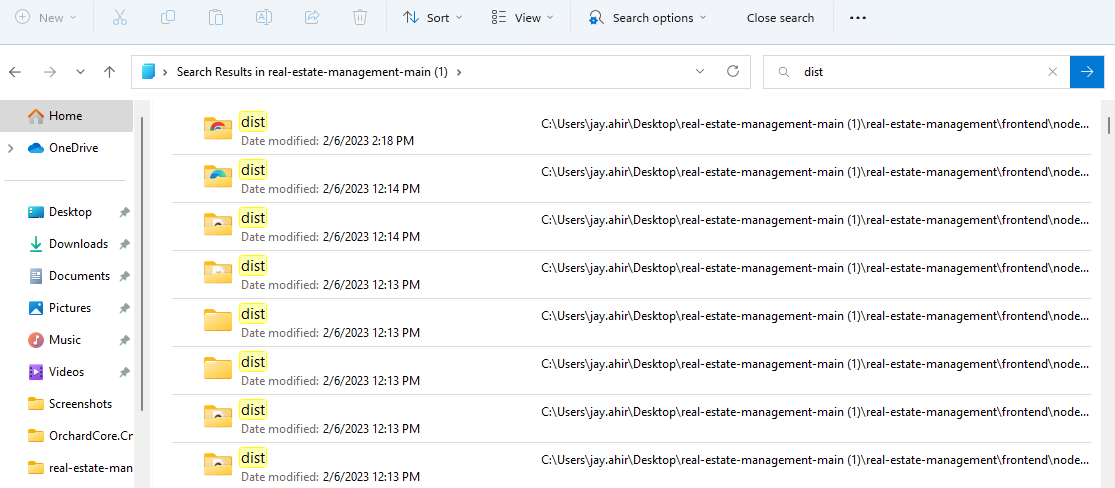 New
Sort
View
Search options
Close search
Search Results in real-estate-management-main (1)
dist
Home
OneDrive
Desktop
Downloads
Documents
Pictures
Music
Videos
Screenshots
OrchardCore.Cr
real-estate-man
dist
Date modified: 2/6/2023 2:18 PM
C:\Users\jay.ahir\Desktop\real-estate-management-main (1)\real-estate-management\frontend\node...
dist
Date modified: 2/6/2023 12:14 PM
C:\Users\jay.ahir\Desktop\real-estate-management-main (1)\real-estate-management\frontend\node...
dist
Date modified: 2/6/2023 12:14 PM
C:\Users\jay.ahir\Desktop\real-estate-management-main (1)\real-estate-management\frontend\node...
dist
Date modified: 2/6/2023 12:13 PM
C:\Users\jay.ahir\Desktop\real-estate-management-main (1)\real-estate-management\frontend\node...
dist
Date modified: 2/6/2023 12:13 PM
C:\Users\jay.ahir\Desktop\real-estate-management-main (1)\real-estate-management\frontend\node...
dist
Date modified: 2/6/2023 12:13 PM
C:\Users\jay.ahir\Desktop\real-estate-management-main (1)\real-estate-management\frontend\node...
dist
Date modified: 2/6/2023 12:13 PM
C:\Users\jay.ahir\Desktop\real-estate-management-main (1)\real-estate-management\frontend\node...
dist
Date modified: 2/6/2023 12:13 PM
C:\Users\jay.ahir\Desktop\real-estate-management-main (1)\real-estate-management\frontend\node...